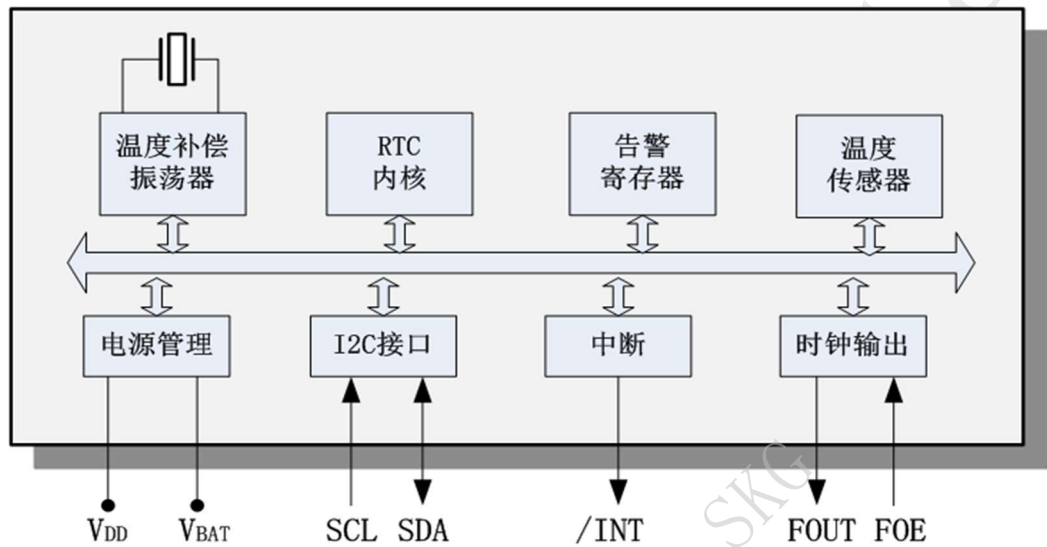 温度补偿
振荡器
RTC
内核
告警
寄存器
温度
传感器
电源管理
I2C接口
中断
时钟输出
VDD
VBAT
SCL
SDA
/INT
FOUT
FOE
SKG